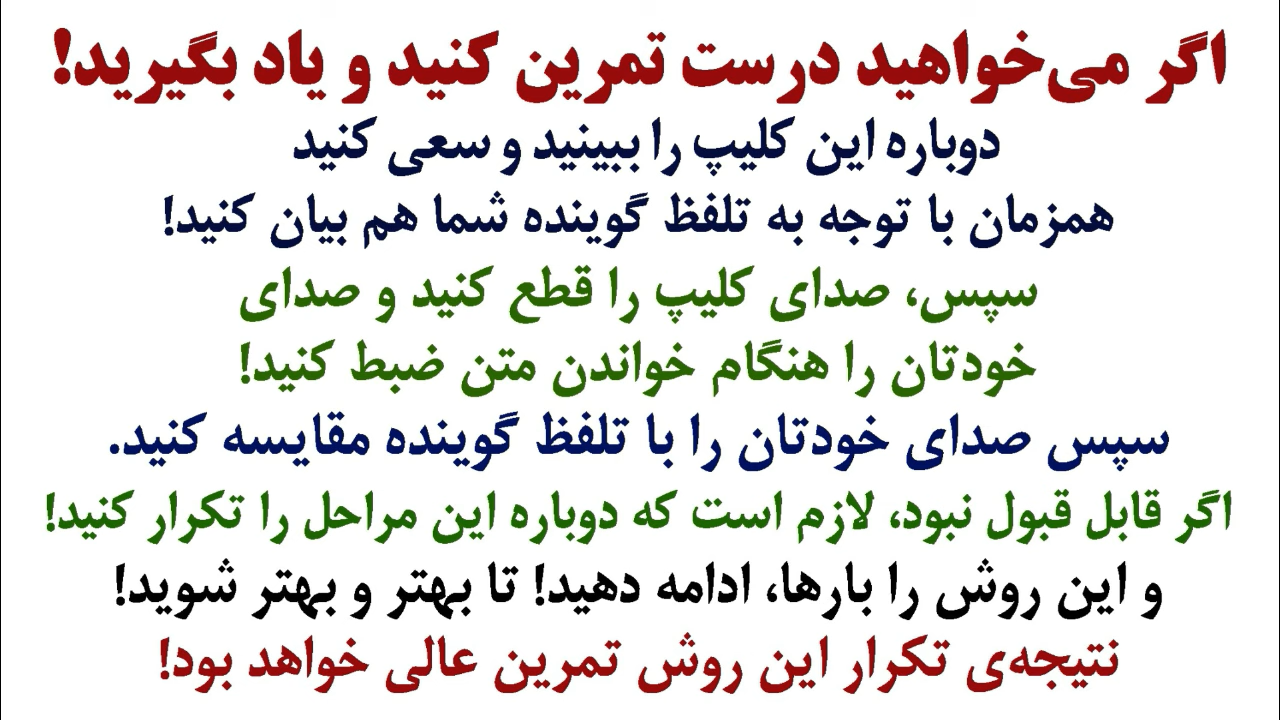 اگر می‌خواهید درست تمرین کنید و یاد بگیرید!
دوباره این کلیپ را ببینید و سعی کنید
همزمان با توجه به تلفظ گوینده شما هم بیان کنید!
سپس، صدای کلیپ را قطع کنید و صدای
خودتان را هنگام خواندن متن ضبط کنید!
سپس صدای خودتان را با تلفظ گوینده مقایسه کنید.
اگر قابل قبول نبود، لازم است که دوباره این مراحل را تکرار کنید!
و این روش را بارها، ادامه دهید! تا بهتر و بهتر شوید!
نتیجه‌ی تکرار این روش تمرین عالی خواهد بود!